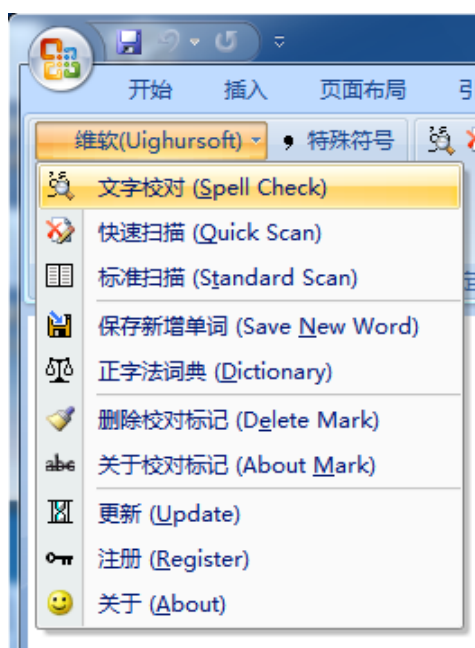 开始 插入 页面布局 引
维软(Uighursoft) 特殊符号
文字校对 (Spell Check)
快速扫描 (Quick Scan)
标准扫描 (Standard Scan)
保存新增单词 (Save New Word)
正字法词典 (Dictionary)
删除校对标记 (Delete Mark)
abc 关于校对标记 (About Mark)
更新 (Update)
注册 (Register)
关于 (About)